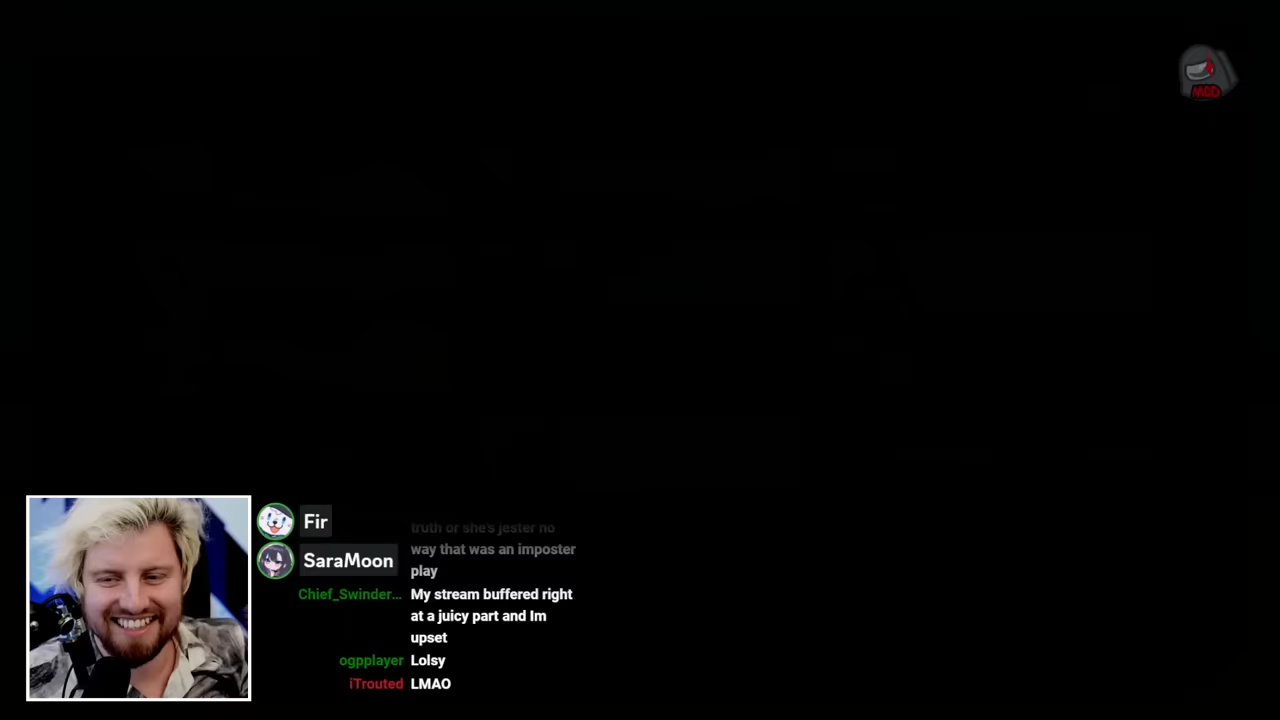 MOD
Fir
truth or she's jester no
SaraMoon
way that was an imposter
play
Chief_Swinder… My stream buffered right
at a juicy part and Im
upset
ogpplayer Lolsy
iTrouted LMAO